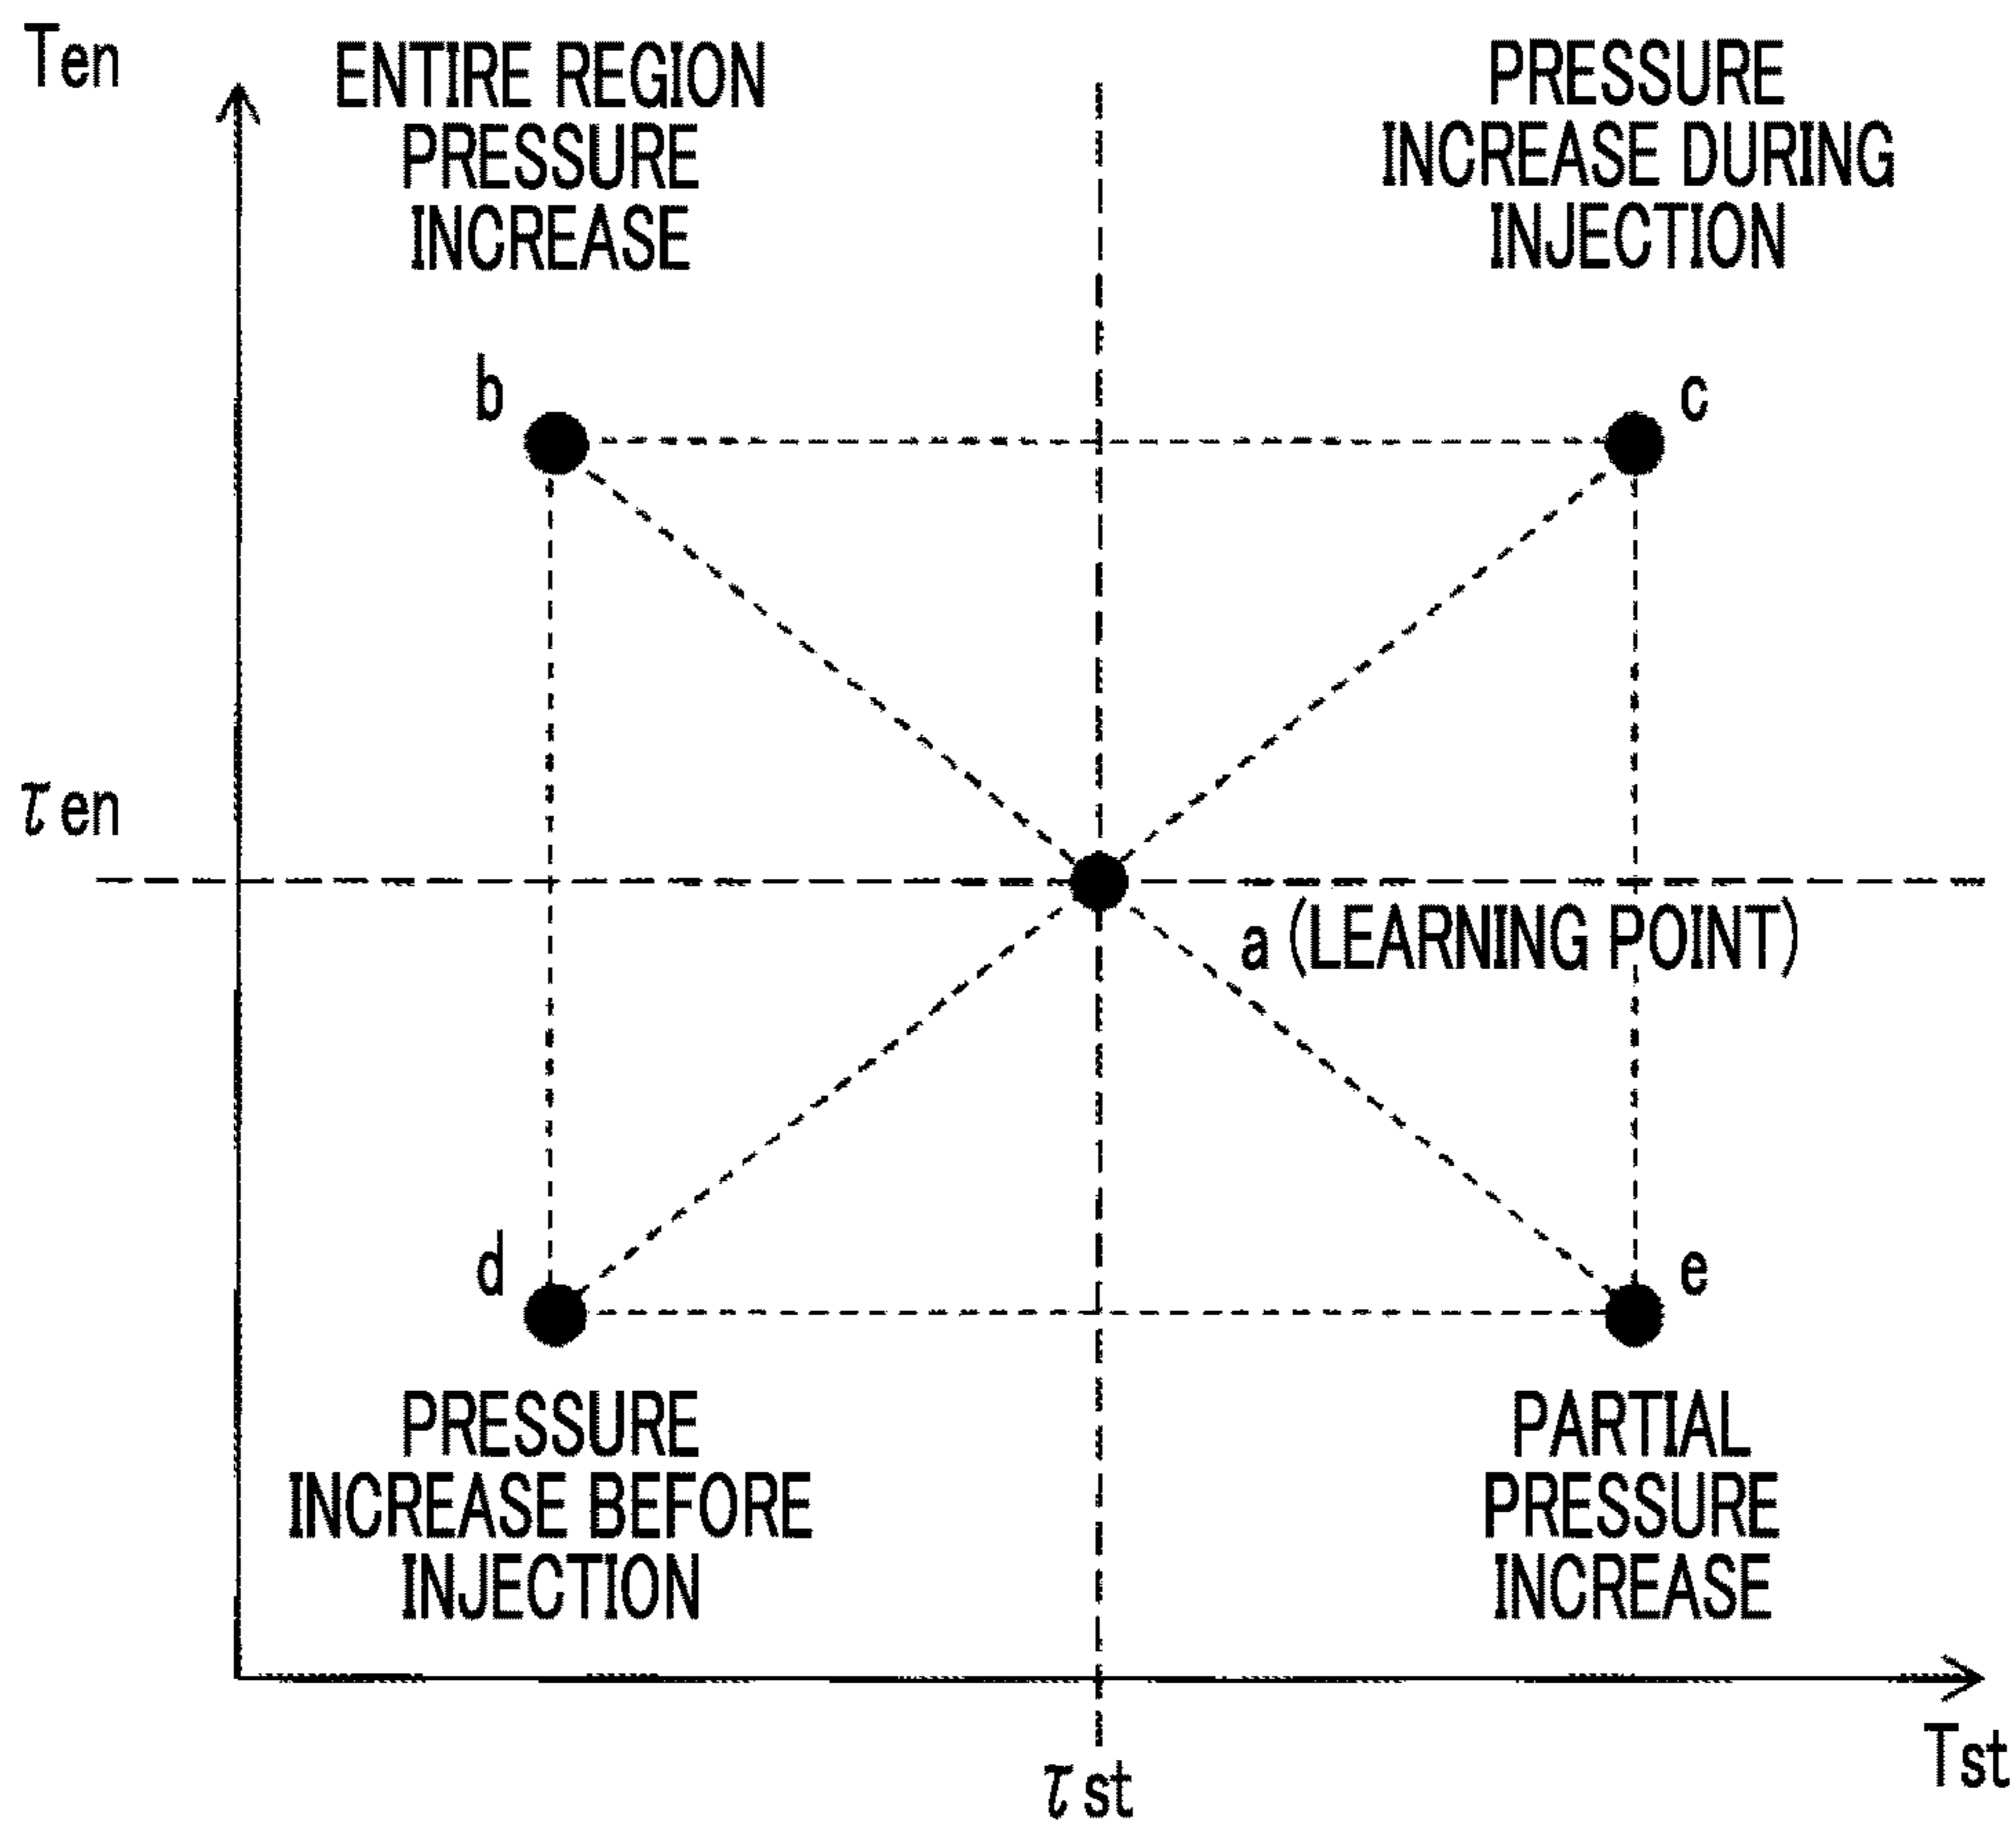 Ten
ENTIRE REGION
PRESSURE
INCREASE
PRESSURE
INCREASE DURING
INJECTION
b
c
τen
a (LEARNING POINT)
d
e
PRESSURE
INCREASE BEFORE
INJECTION
PARTIAL
PRESSURE
INCREASE
Tst
τst